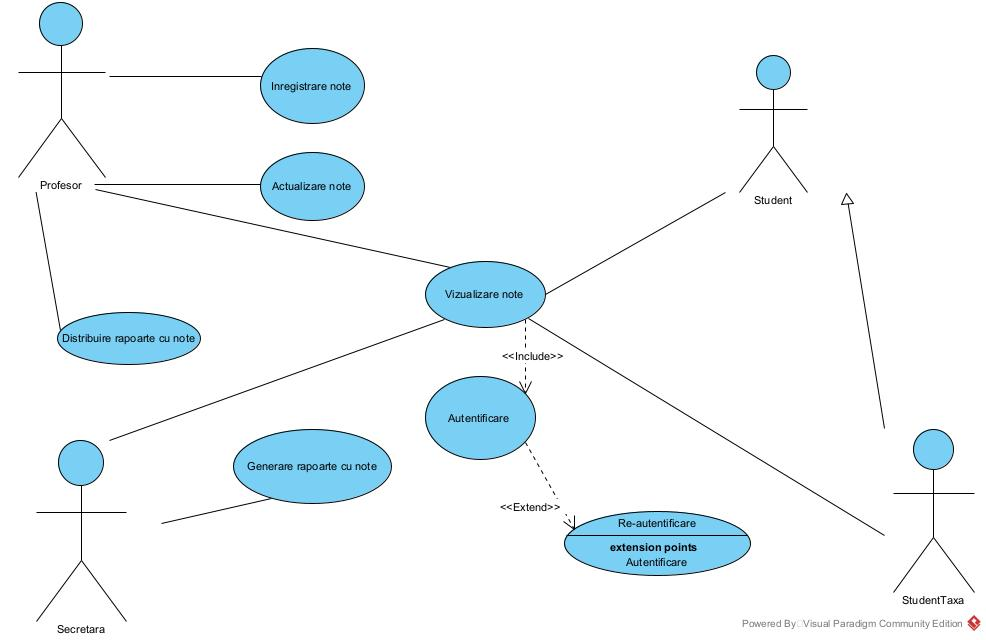 Inregistrare note
Profesor
Actualizare note
Student
Vizualizare note
Distribuire rapoarte cu note
<<Include>>
Autentificare
Generare rapoarte cu note
<<Extend>>
Re-autentificare
extension points
Autentificare
StudentTaxa
Secretara
Powered By Visual Paradigm Community Edition